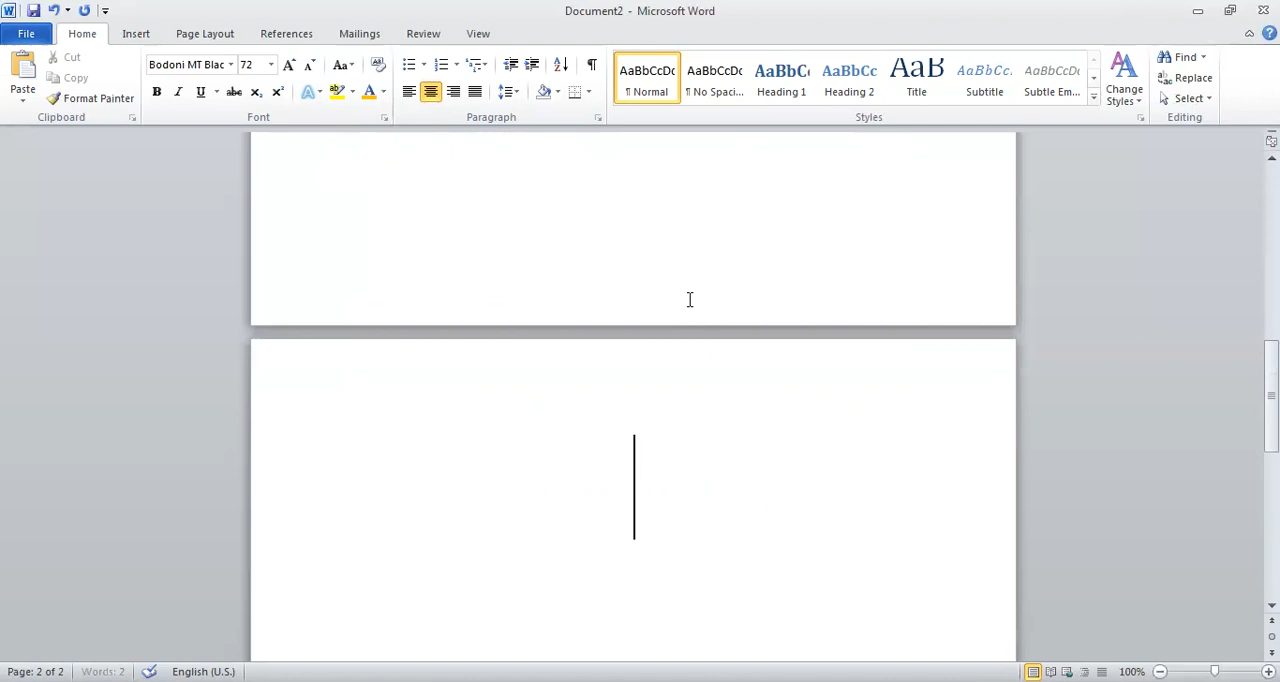 Document2 - Microsoft Word
File Home Insert Page Layout References Mailings Review View
Paste
Cut
Copy
Format Painter
Clipboard
Bodoni MT Blac 72
Aa
B I U abc x₂ x² A A
Font
Paragraph
AaBbCcDc AaBbCcDc AaBbCc AaBbCc AaB AaBbCc. AaBbCcDc
¶ Normal ¶ No Spaci... Heading 1 Heading 2 Title Subtitle Subtle Em...
Styles
Change
Styles
Find
Replace
Select
Editing
Page: 2 of 2 Words: 2 English (U.S.) 100%